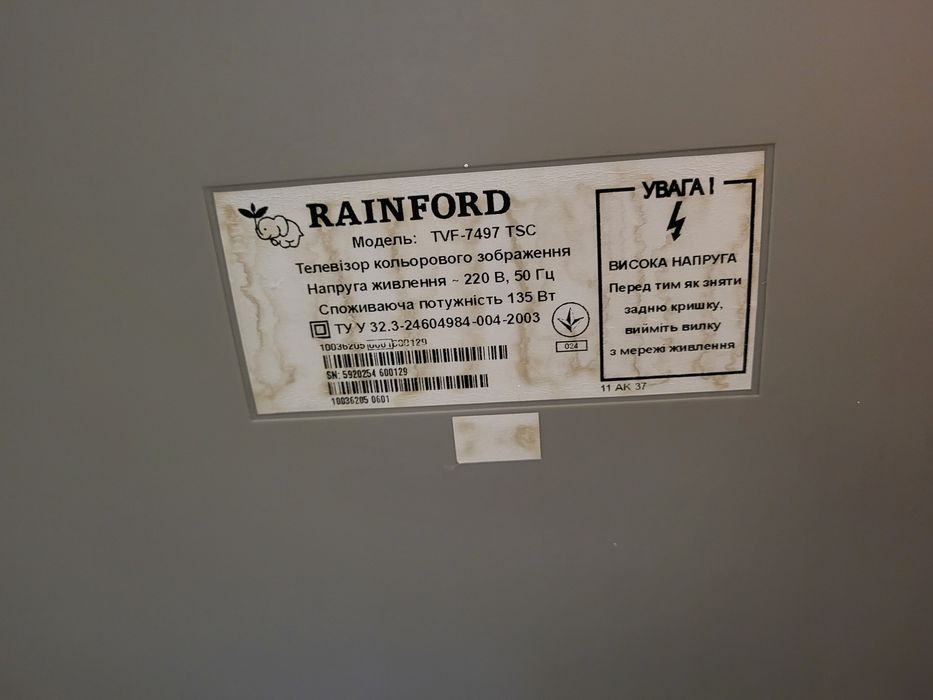 RAINFORD
Модель: TVF-7497 TSC
Телевізор кольорового зображення
Напруга живлення ~ 220 В, 50 Гц
Споживаюча потужність 135 Вт
ТУ У 32.3-24604984-004-2003
024
SN: 5920254 600129
10036205 0601
УВАГА !
ВИСОКА НАПРУГА
Перед тим як зняти
задню кришку,
вийміть вилку
з мережі живлення
11 АК 37